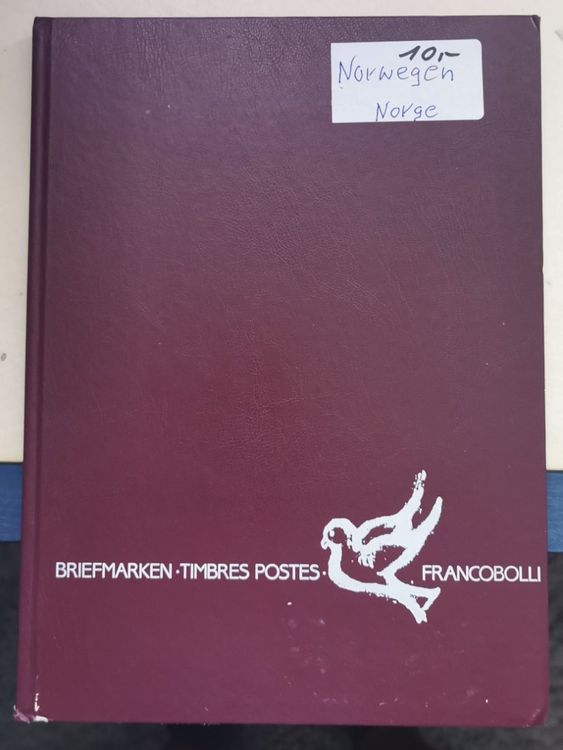 10,-
Norwegen
Norge
BRIEFMARKEN · TIMBRES POSTES · FRANCOBOLLI